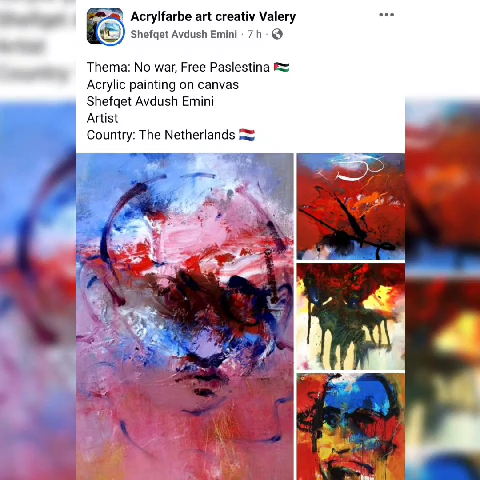 Acrylfarbe art creativ Valery
Shefqet Avdush Emini · 7 h ·
Thema: No war, Free Paslestina 🇵🇸
Acrylic painting on canvas
Shefqet Avdush Emini
Artist
Country: The Netherlands 🇳🇱